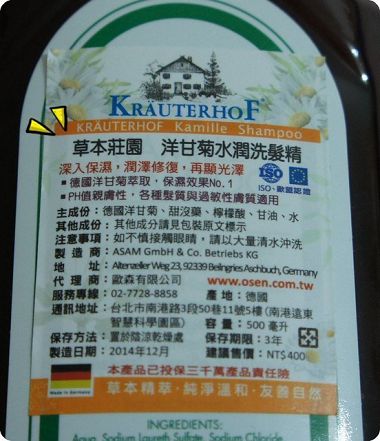 KRÄUTERHOF®
KRÄUTERHOF Kamille Shampoo
草本莊園 洋甘菊水潤洗髮精
深入保濕，潤澤修復，再顯光澤
■德國洋甘菊萃取，保濕效果No.1
■PH值親膚性，各種髮質與過敏性膚質適用
ISO
ISO、歐盟認證
主成份：德國洋甘菊、甜沒藥、檸檬酸、甘油、水
其他成份：其他成分請見包裝原文標示
注意事項：如不慎接觸眼睛，請以大量清水沖洗
製造商：ASAM GmbH & Co. Betriebs KG
地址：Altenzeller Weg 23, 92339 Beilngries Aschbuch, Germany
代理商：歐森有限公司 www.osen.com.tw
服務專線：02-7728-8858 產地：德國
通訊地址：台北市南港路3段50巷11號5樓(南港遠東
智慧科學園區) 容量：500 毫升
保存方法：置於陰涼乾燥處 保存期限：3年
製造日期：2014年12月 建議售價：NT$400
Made in Germany
本產品已投保三千萬產品責任險
草本精萃·純淨溫和·友善自然
INGREDIENTS:
Aqua, Sodium Laureth Sulfate, Sodium Chloride